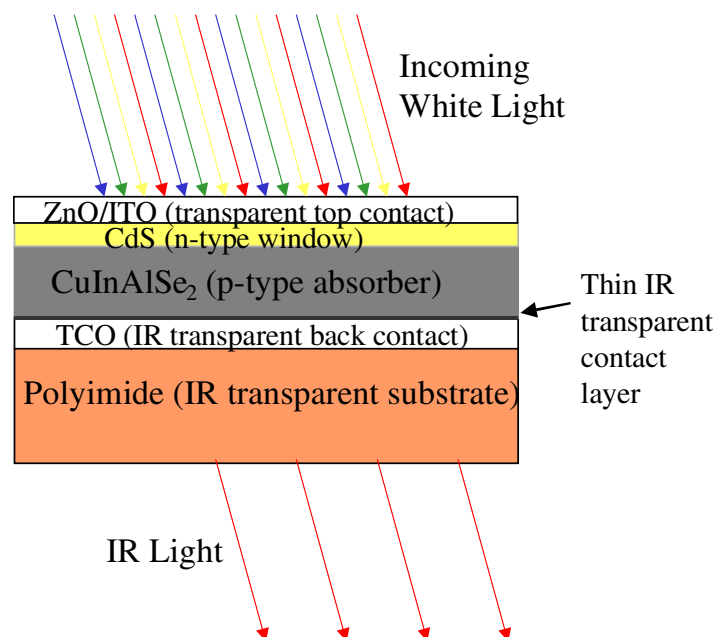 Incoming
White Light
ZnO/ITO (transparent top contact)
CdS (n-type window)
CuInAlSe₂ (p-type absorber)
Thin IR
transparent
contact
layer
TCO (IR transparent back contact)
Polyimide (IR transparent substrate)
IR Light